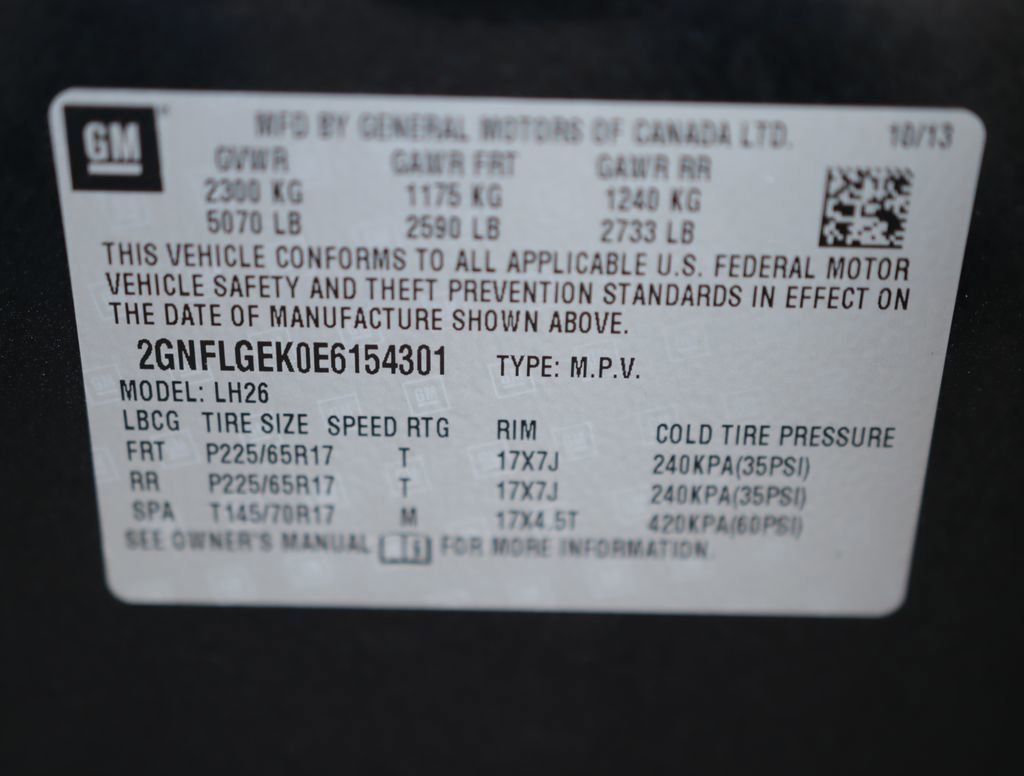 GM MFD BY GENERAL MOTORS OF CANADA LTD. 10/13
GVWR GAWR FRT GAWR RR
2300 KG 1175 KG 1240 KG
5070 LB 2590 LB 2733 LB
THIS VEHICLE CONFORMS TO ALL APPLICABLE U.S. FEDERAL MOTOR
VEHICLE SAFETY AND THEFT PREVENTION STANDARDS IN EFFECT ON
THE DATE OF MANUFACTURE SHOWN ABOVE.
2GNFLGEK0E6154301 TYPE: M.P.V.
MODEL: LH26
LBCG TIRE SIZE SPEED RTG RIM COLD TIRE PRESSURE
FRT P225/65R17 T 17X7J 240KPA(35PSI)
RR P225/65R17 T 17X7J 240KPA(35PSI)
SPA T145/70R17 M 17X4.5T 420KPA(60PSI)
SEE OWNER'S MANUAL FOR MORE INFORMATION.